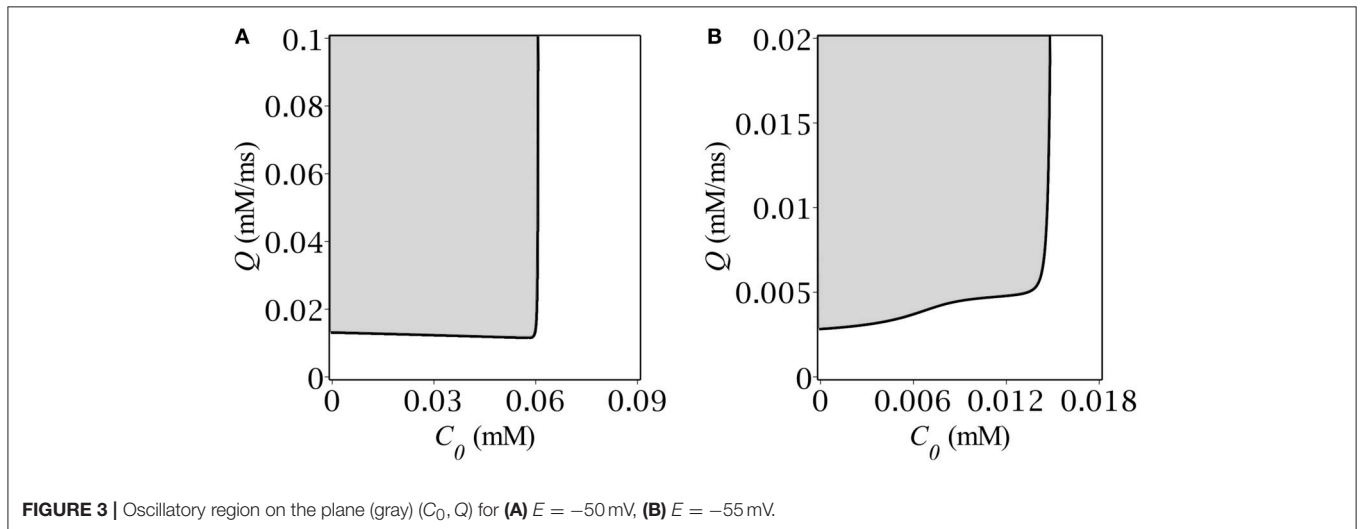 A
0.1
0.08
0.06
0.04
0.02
0
Q (mM/ms)
0
0.03
0.06
0.09
C0 (mM)
B
0.02
0.015
0.01
0.005
0
Q (mM/ms)
0
0.006
0.012
0.018
C0 (mM)
FIGURE 3 | Oscillatory region on the plane (gray) (C0, Q) for (A) E = −50 mV, (B) E = −55 mV.